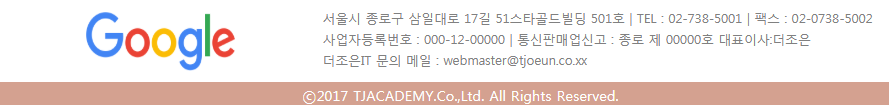 Google
서울시 종로구 삼일대로 17길 51스타골드빌딩 501호 | TEL : 02-738-5001 | 팩스 : 02-0738-5002
사업자등록번호 : 000-12-00000 | 통신판매업신고 : 종로 제 00000호 대표이사:더조은
더조은IT 문의 메일 : webmaster@tjoeun.co.xx
©2017 TJACADEMY.Co.,Ltd. All Rights Reserved.